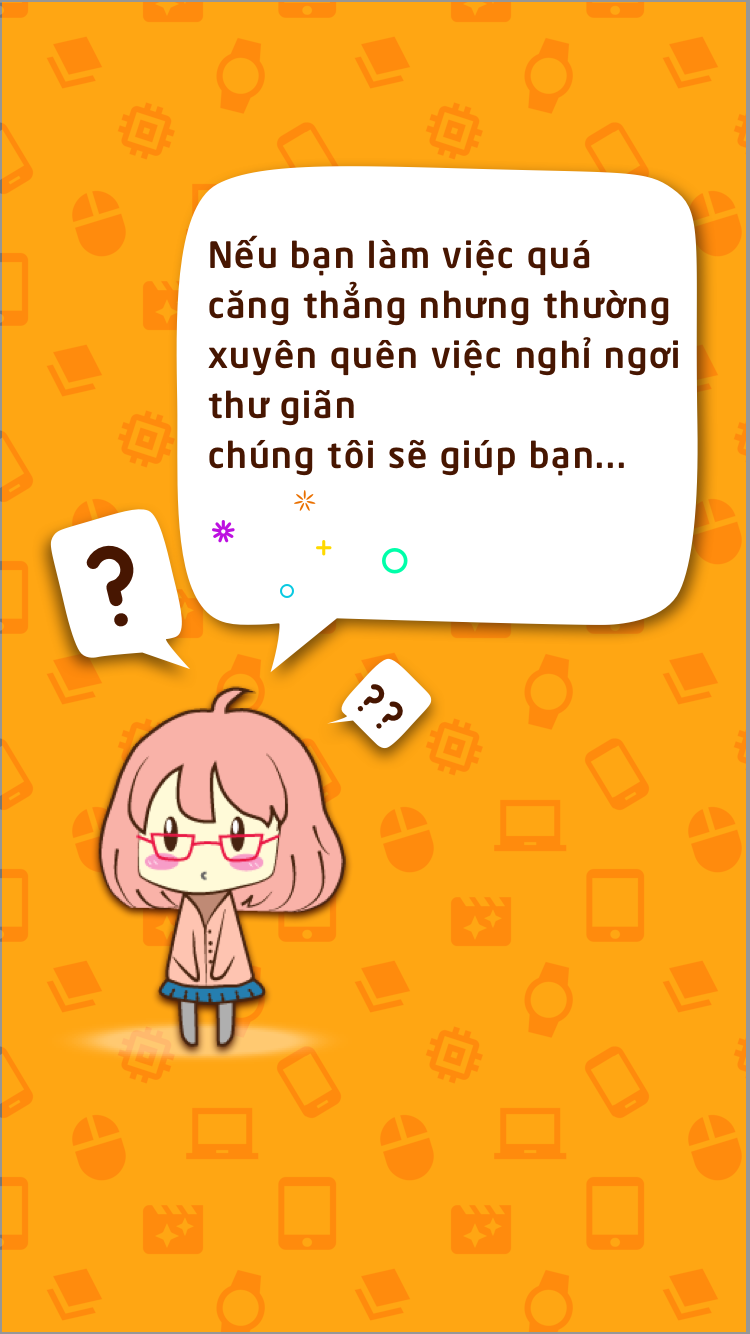 Nếu bạn làm việc quá
căng thẳng nhưng thường
xuyên quên việc nghỉ ngơi
thư giãn
chúng tôi sẽ giúp bạn...
?
??